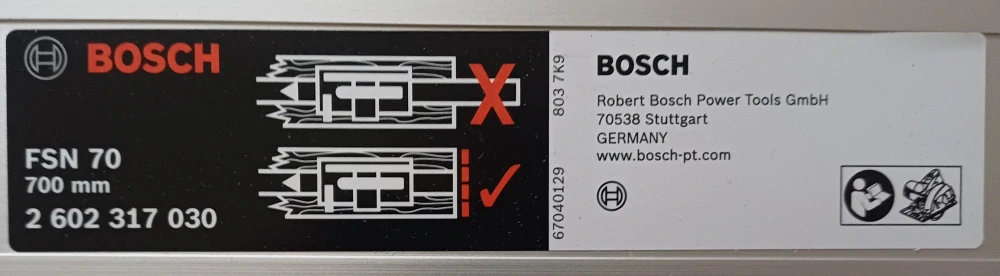 BOSCH
FSN 70
700 mm
2 602 317 030
803 7K9
67040129
BOSCH
Robert Bosch Power Tools GmbH
70538 Stuttgart
GERMANY
www.bosch-pt.com